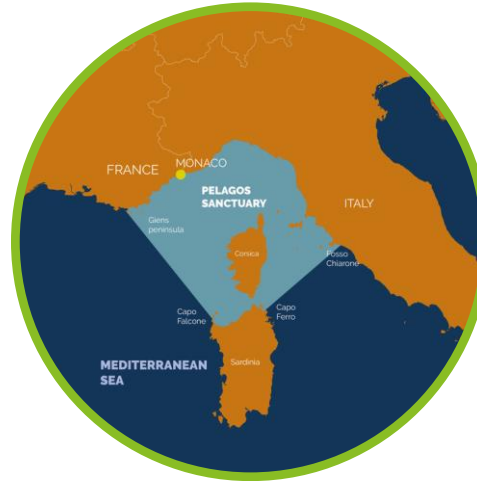 MONACO
FRANCE
PELAGOS
SANCTUARY
ITALY
Giens
peninsula
Corsica
Fosso
Chiarone
Capo
Falcone
Capo
Ferro
MEDITERRANEAN
SEA
Sardinia